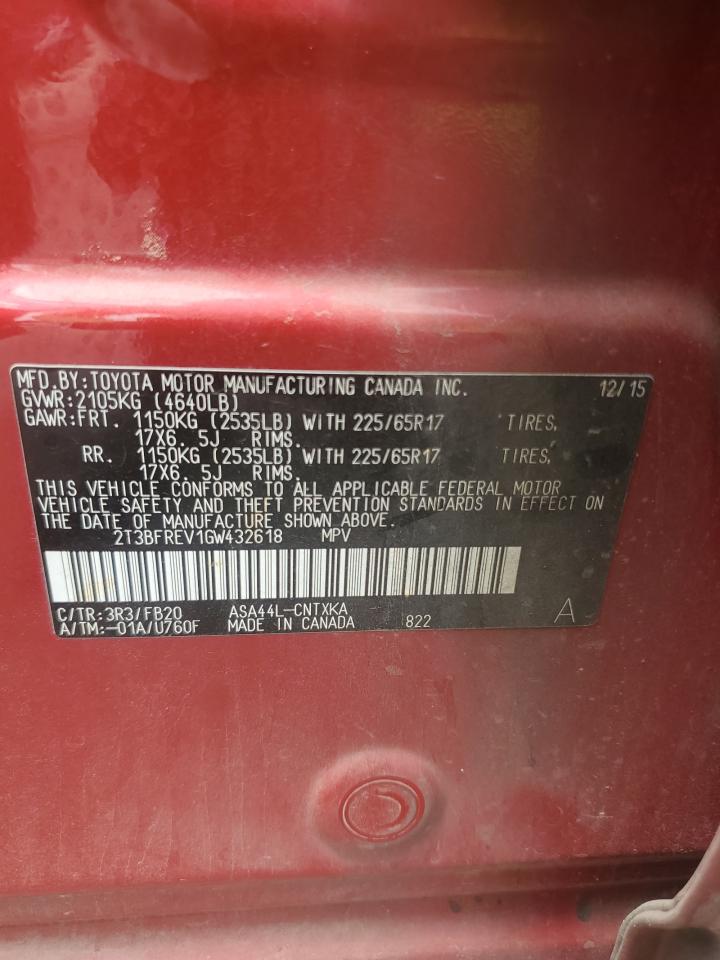 MFD.BY:TOYOTA MOTOR MANUFACTURING CANADA INC. 12/15
GVWR:2105KG (4640LB)
GAWR:FRT. 1150KG (2535LB) WITH 225/65R17 TIRES,
17X6. 5J RIMS.
RR. 1150KG (2535LB) WITH 225/65R17 TIRES,
17X6. 5J RIMS.
THIS VEHICLE CONFORMS TO ALL APPLICABLE FEDERAL MOTOR
VEHICLE SAFETY AND THEFT PREVENTION STANDARDS IN EFFECT ON
THE DATE OF MANUFACTURE SHOWN ABOVE.
2T3BFREV1GW432618 MPV
C/TR:3R3/FB20 ASA44L-CNTXKA A
A/TM:-01A/U760F MADE IN CANADA 822